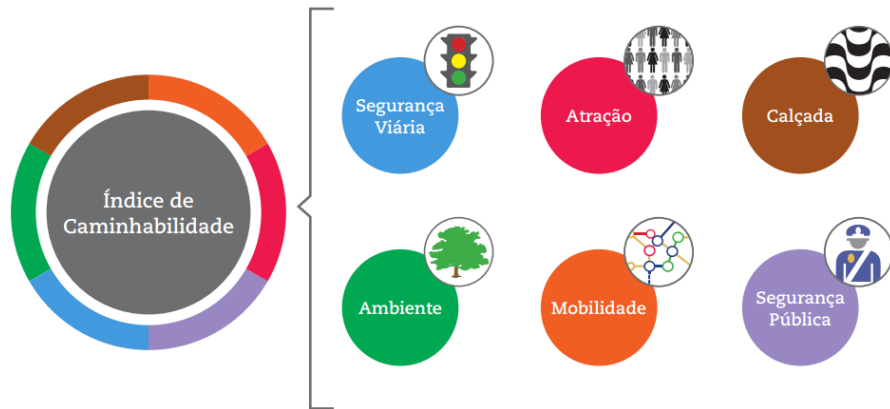 Índice de
Caminhabilidade
Segurança
Viária
Atração
Calçada
Ambiente
Mobilidade
Segurança
Pública